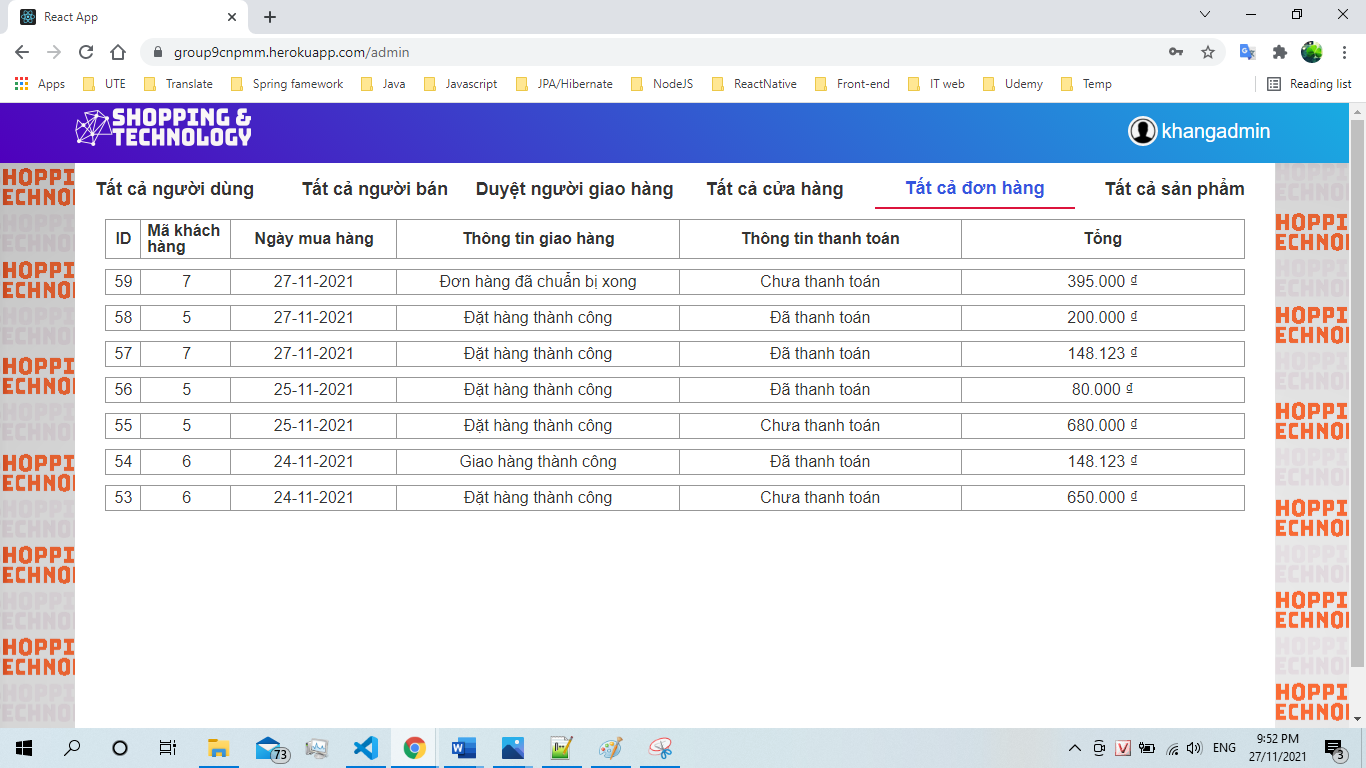 React App
group9cnpmm.herokuapp.com/admin
Apps UTE Translate Spring famework Java Javascript JPA/Hibernate NodeJS ReactNative Front-end IT web Udemy Temp Reading list
SHOPPING &
TECHNOLOGY
khangadmin
Tất cả người dùng Tất cả người bán Duyệt người giao hàng Tất cả cửa hàng Tất cả đơn hàng Tất cả sản phẩm
ID Mã khách hàng Ngày mua hàng Thông tin giao hàng Thông tin thanh toán Tổng
59 7 27-11-2021 Đơn hàng đã chuẩn bị xong Chưa thanh toán 395.000 ₫
58 5 27-11-2021 Đặt hàng thành công Đã thanh toán 200.000 ₫
57 7 27-11-2021 Đặt hàng thành công Đã thanh toán 148.123 ₫
56 5 25-11-2021 Đặt hàng thành công Đã thanh toán 80.000 ₫
55 5 25-11-2021 Đặt hàng thành công Chưa thanh toán 680.000 ₫
54 6 24-11-2021 Giao hàng thành công Đã thanh toán 148.123 ₫
53 6 24-11-2021 Đặt hàng thành công Chưa thanh toán 650.000 ₫
73
ENG
9:52 PM
27/11/2021
3